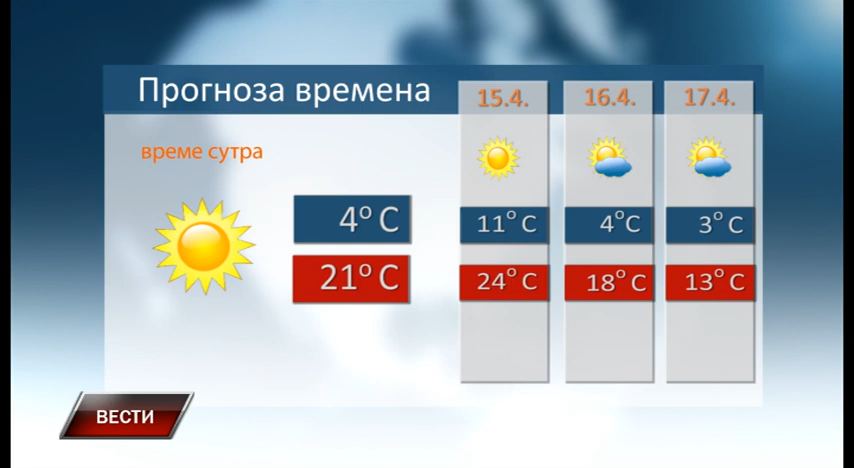 Прогноза времена
време сутра
4° C
21° C
15.4. 16.4. 17.4.
11° C 4°C 3° C
24° C 18° C 13° C
ВЕСТИ